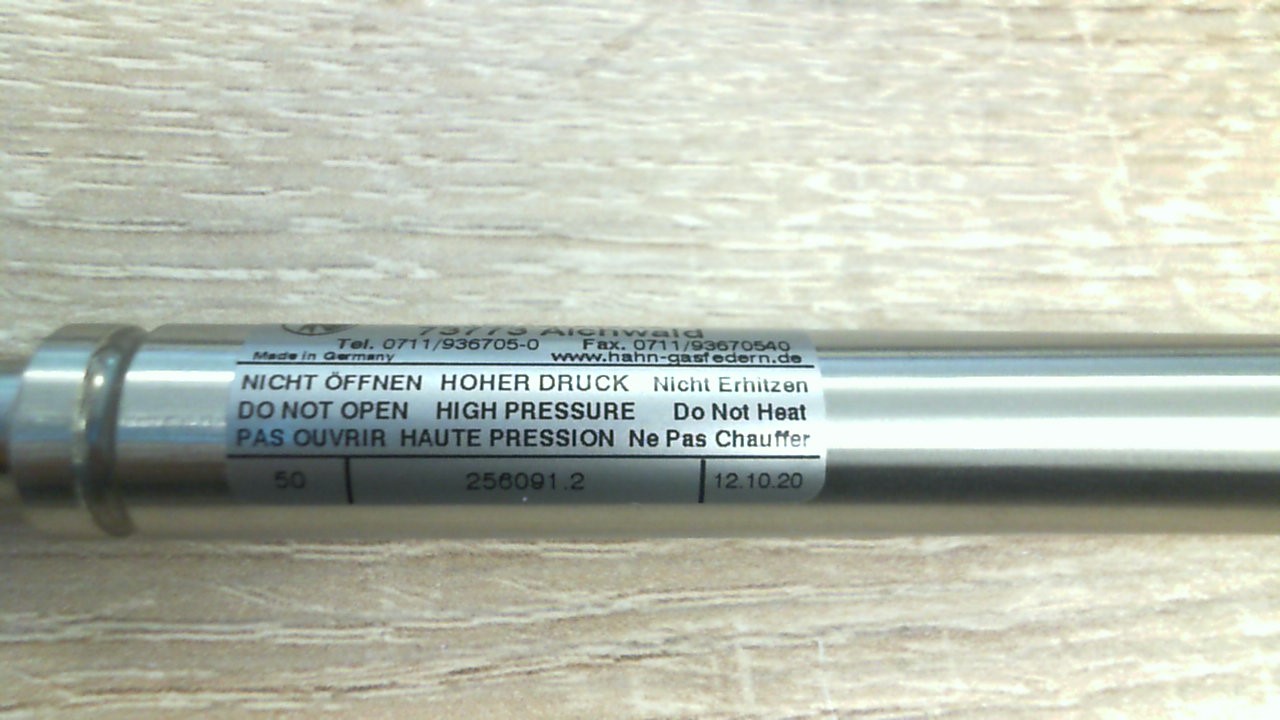 73773 Aichwald
Tel. 0711/936705-0 Fax. 0711/93670540
Made in Germany www.hahn-gasfedern.de
NICHT ÖFFNEN HOHER DRUCK Nicht Erhitzen
DO NOT OPEN HIGH PRESSURE Do Not Heat
PAS OUVRIR HAUTE PRESSION Ne Pas Chauffer
50 256091.2 12.10.20